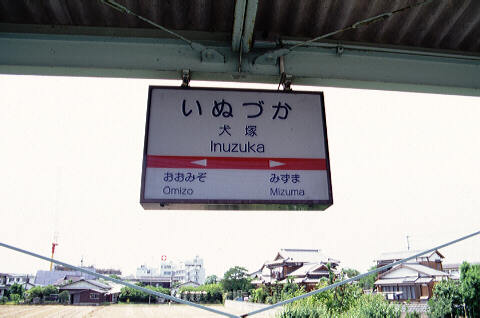 いぬづか
犬塚
Inuzuka
おおみぞ みずま
Omizo Mizuma